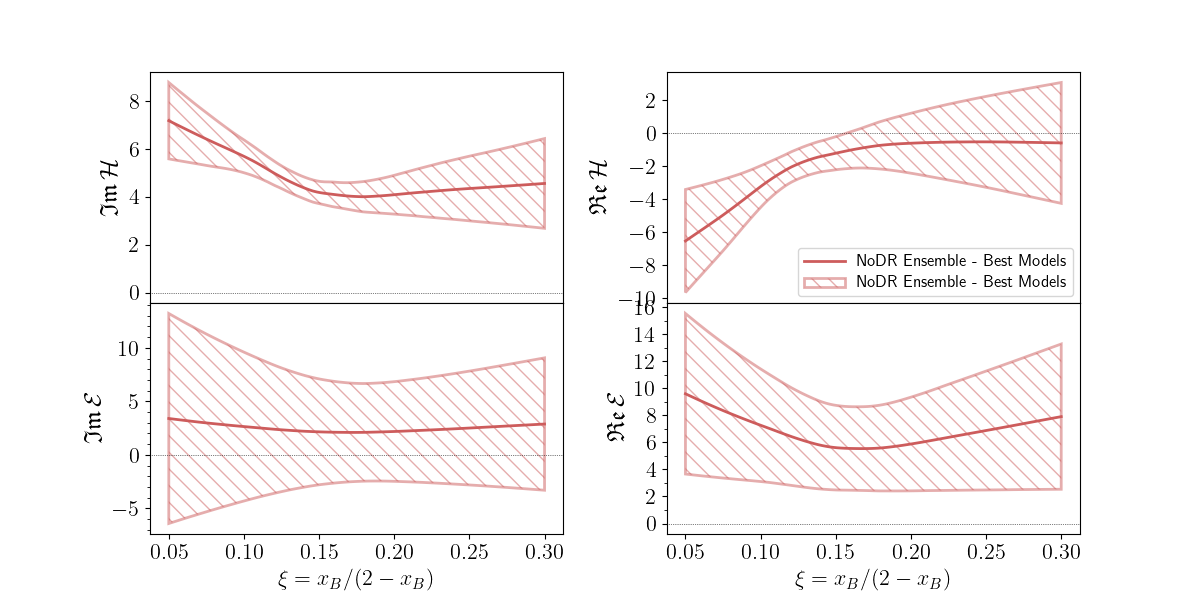 8
6
4
2
0
ℑ𝔪 ℋ
2
0
−2
−4
−6
−8
−10
ℜ𝔢 ℋ
NoDR Ensemble - Best Models
NoDR Ensemble - Best Models
10
5
0
−5
ℑ𝔪 ℰ
0.05 0.10 0.15 0.20 0.25 0.30
ξ = x_B/(2 − x_B)
16
14
12
10
8
6
4
2
0
ℜ𝔢 ℰ
0.05 0.10 0.15 0.20 0.25 0.30
ξ = x_B/(2 − x_B)